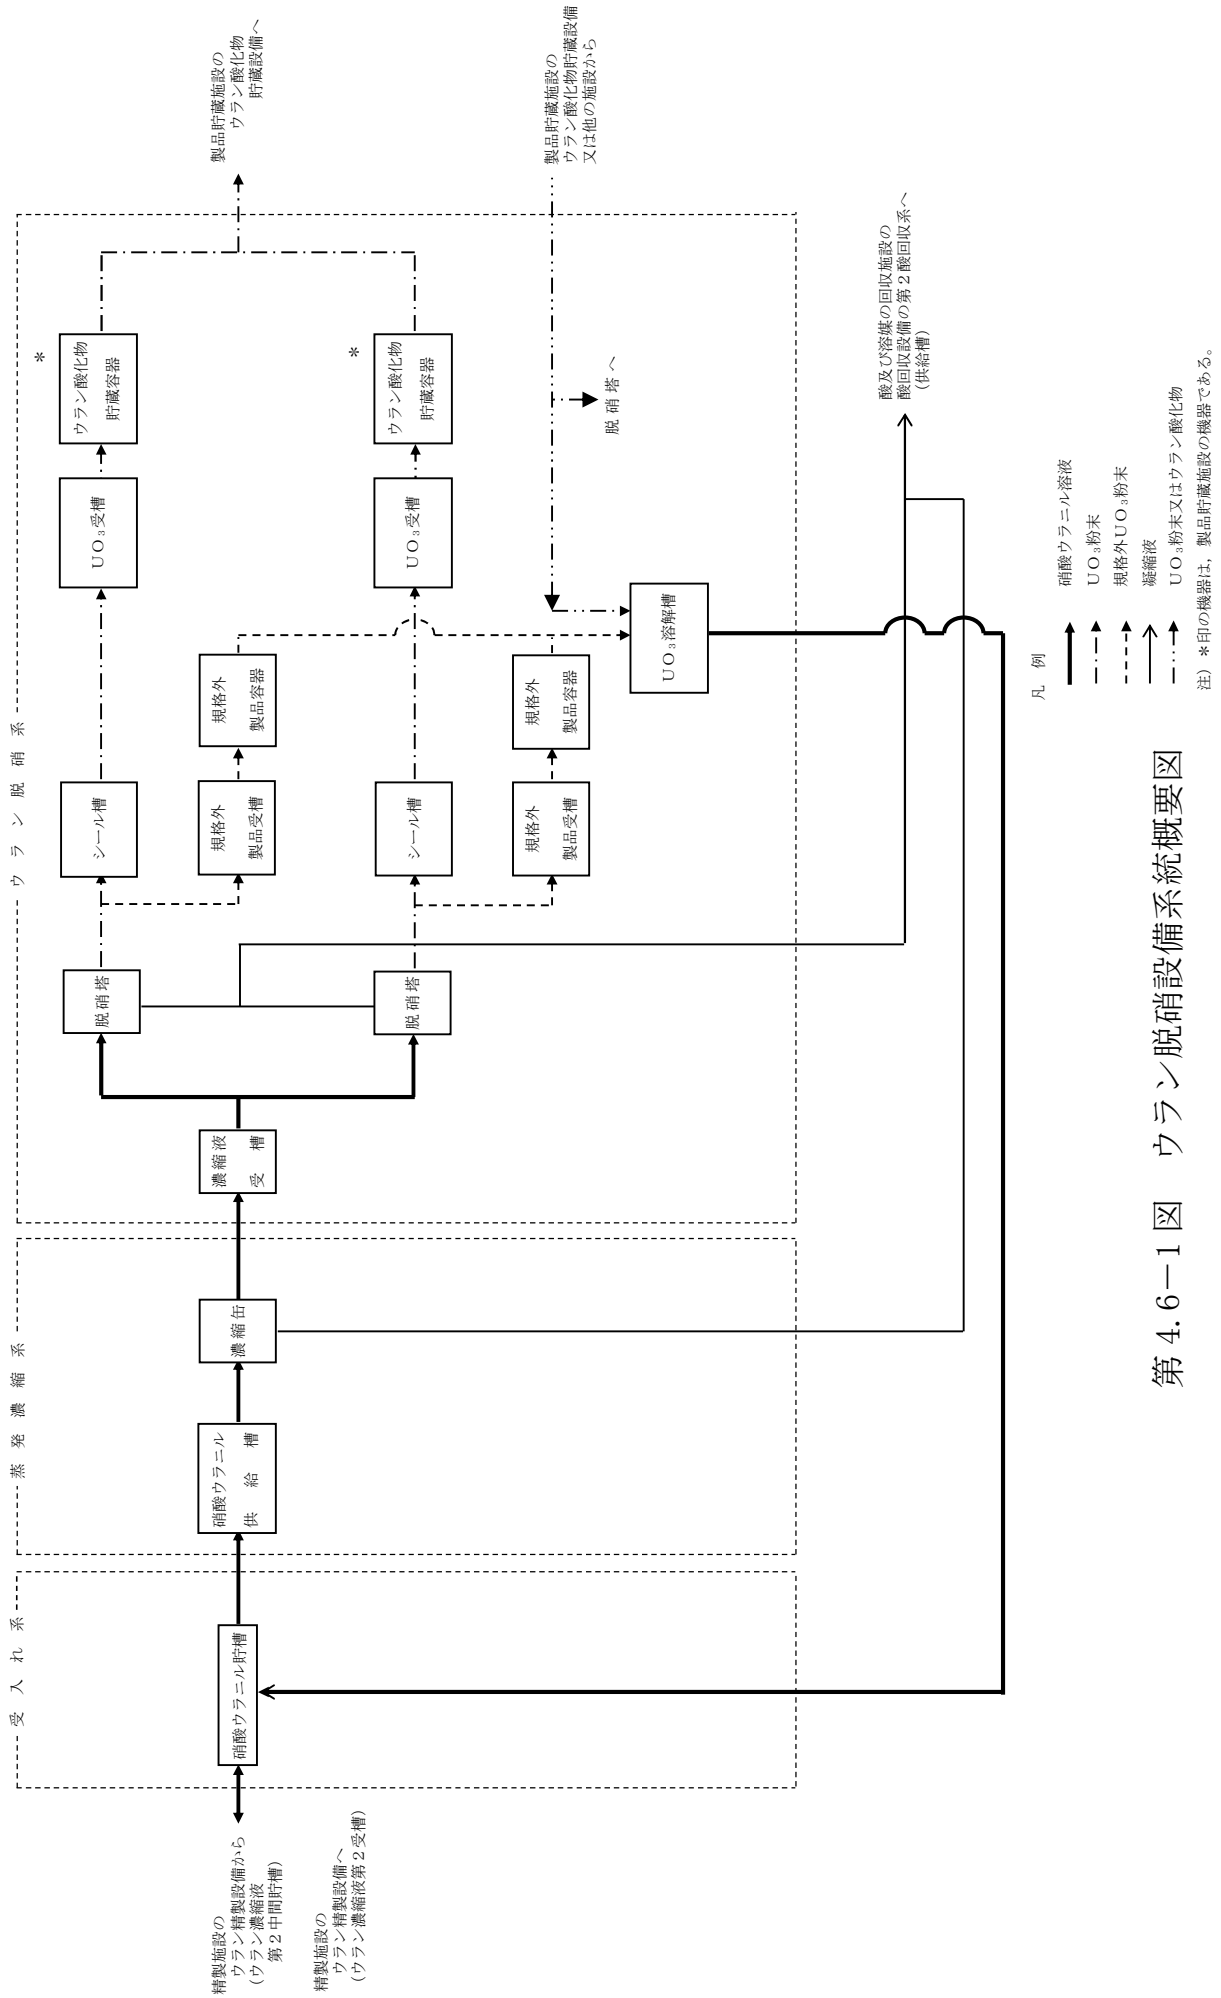 受入れ系
蒸発濃縮系
ウラン脱硝系
精製施設の
ウラン精製設備から
(ウラン濃縮液
第2中間貯槽)
精製施設の
ウラン精製設備へ
(ウラン濃縮液第2受槽)
硝酸ウラニル貯槽
硝酸ウラニル
供給槽
濃縮缶
濃縮液
受槽
脱硝塔
脱硝塔
シール槽
規格外
製品受槽
シール槽
規格外
製品受槽
規格外
製品容器
規格外
製品容器
UO₃受槽
UO₃受槽
UO₃溶解槽
＊
ウラン酸化物
貯蔵容器
＊
ウラン酸化物
貯蔵容器
脱硝塔へ
製品貯蔵施設の
ウラン酸化物
貯蔵設備へ
製品貯蔵施設の
ウラン酸化物貯蔵設備
又は他の施設から
酸及び溶媒の回収施設の
酸回収設備の第2酸回収系へ
(供給槽)
凡例
硝酸ウラニル溶液
UO₃粉末
規格外UO₃粉末
凝縮液
UO₃粉末又はウラン酸化物
注) ＊印の機器は，製品貯蔵施設の機器である。
第4.6－1図　ウラン脱硝設備系統概要図